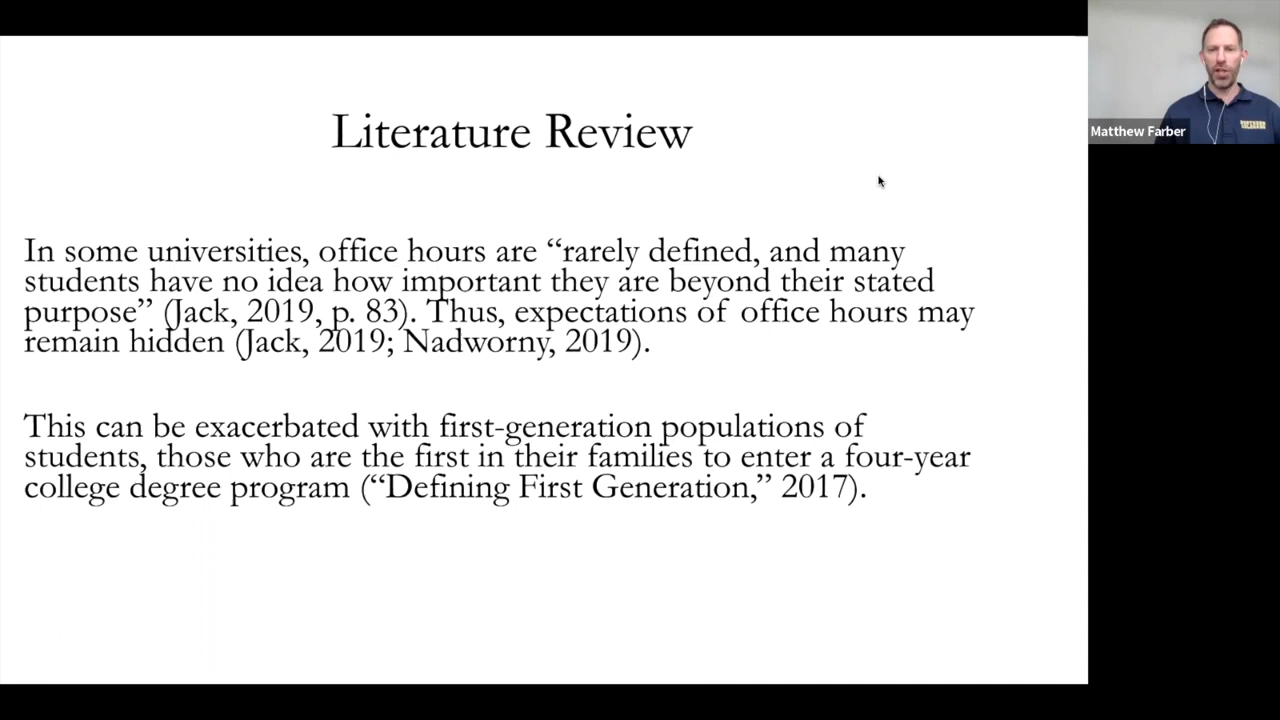 Literature Review
In some universities, office hours are “rarely defined, and many
students have no idea how important they are beyond their stated
purpose” (Jack, 2019, p. 83). Thus, expectations of office hours may
remain hidden (Jack, 2019; Nadworny, 2019).
This can be exacerbated with first-generation populations of
students, those who are the first in their families to enter a four-year
college degree program (“Defining First Generation,” 2017).
Matthew Farber